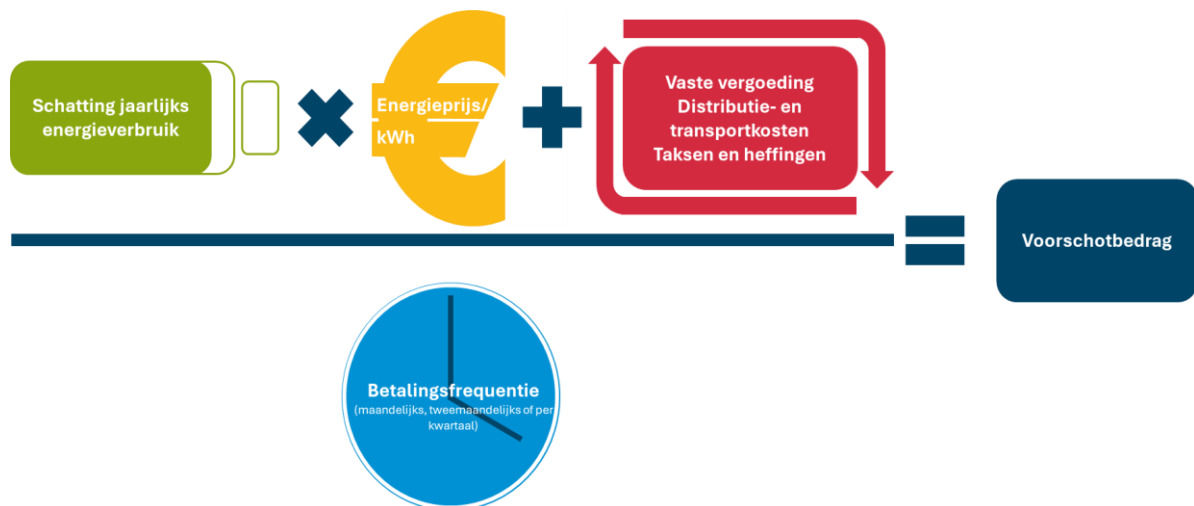 Schatting jaarlijks
energieverbruik
Energieprijs/
kWh
Vaste vergoeding
Distributie- en
transportkosten
Taksen en heffingen
Voorschotbedrag
Betalingsfrequentie
(maandelijks, tweemaandelijks of per
kwartaal)